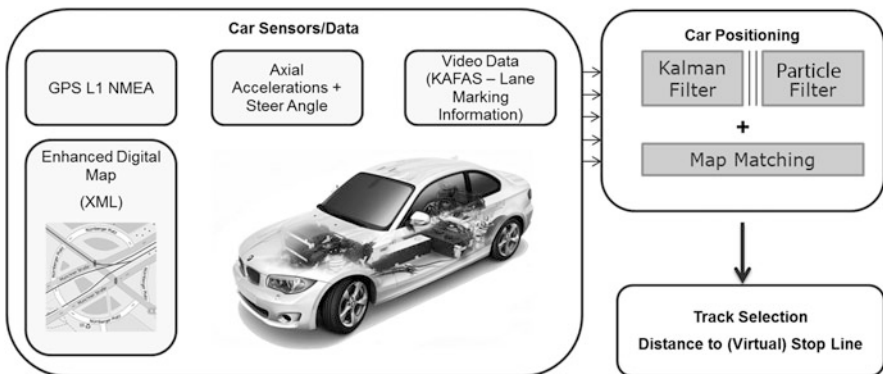 Car Sensors/Data
GPS L1 NMEA
Axial
Accelerations +
Steer Angle
Video Data
(KAFAS – Lane
Marking
Information)
Enhanced Digital
Map
(XML)
Car Positioning
Kalman
Filter
Particle
Filter
+
Map Matching
Track Selection
Distance to (Virtual) Stop Line